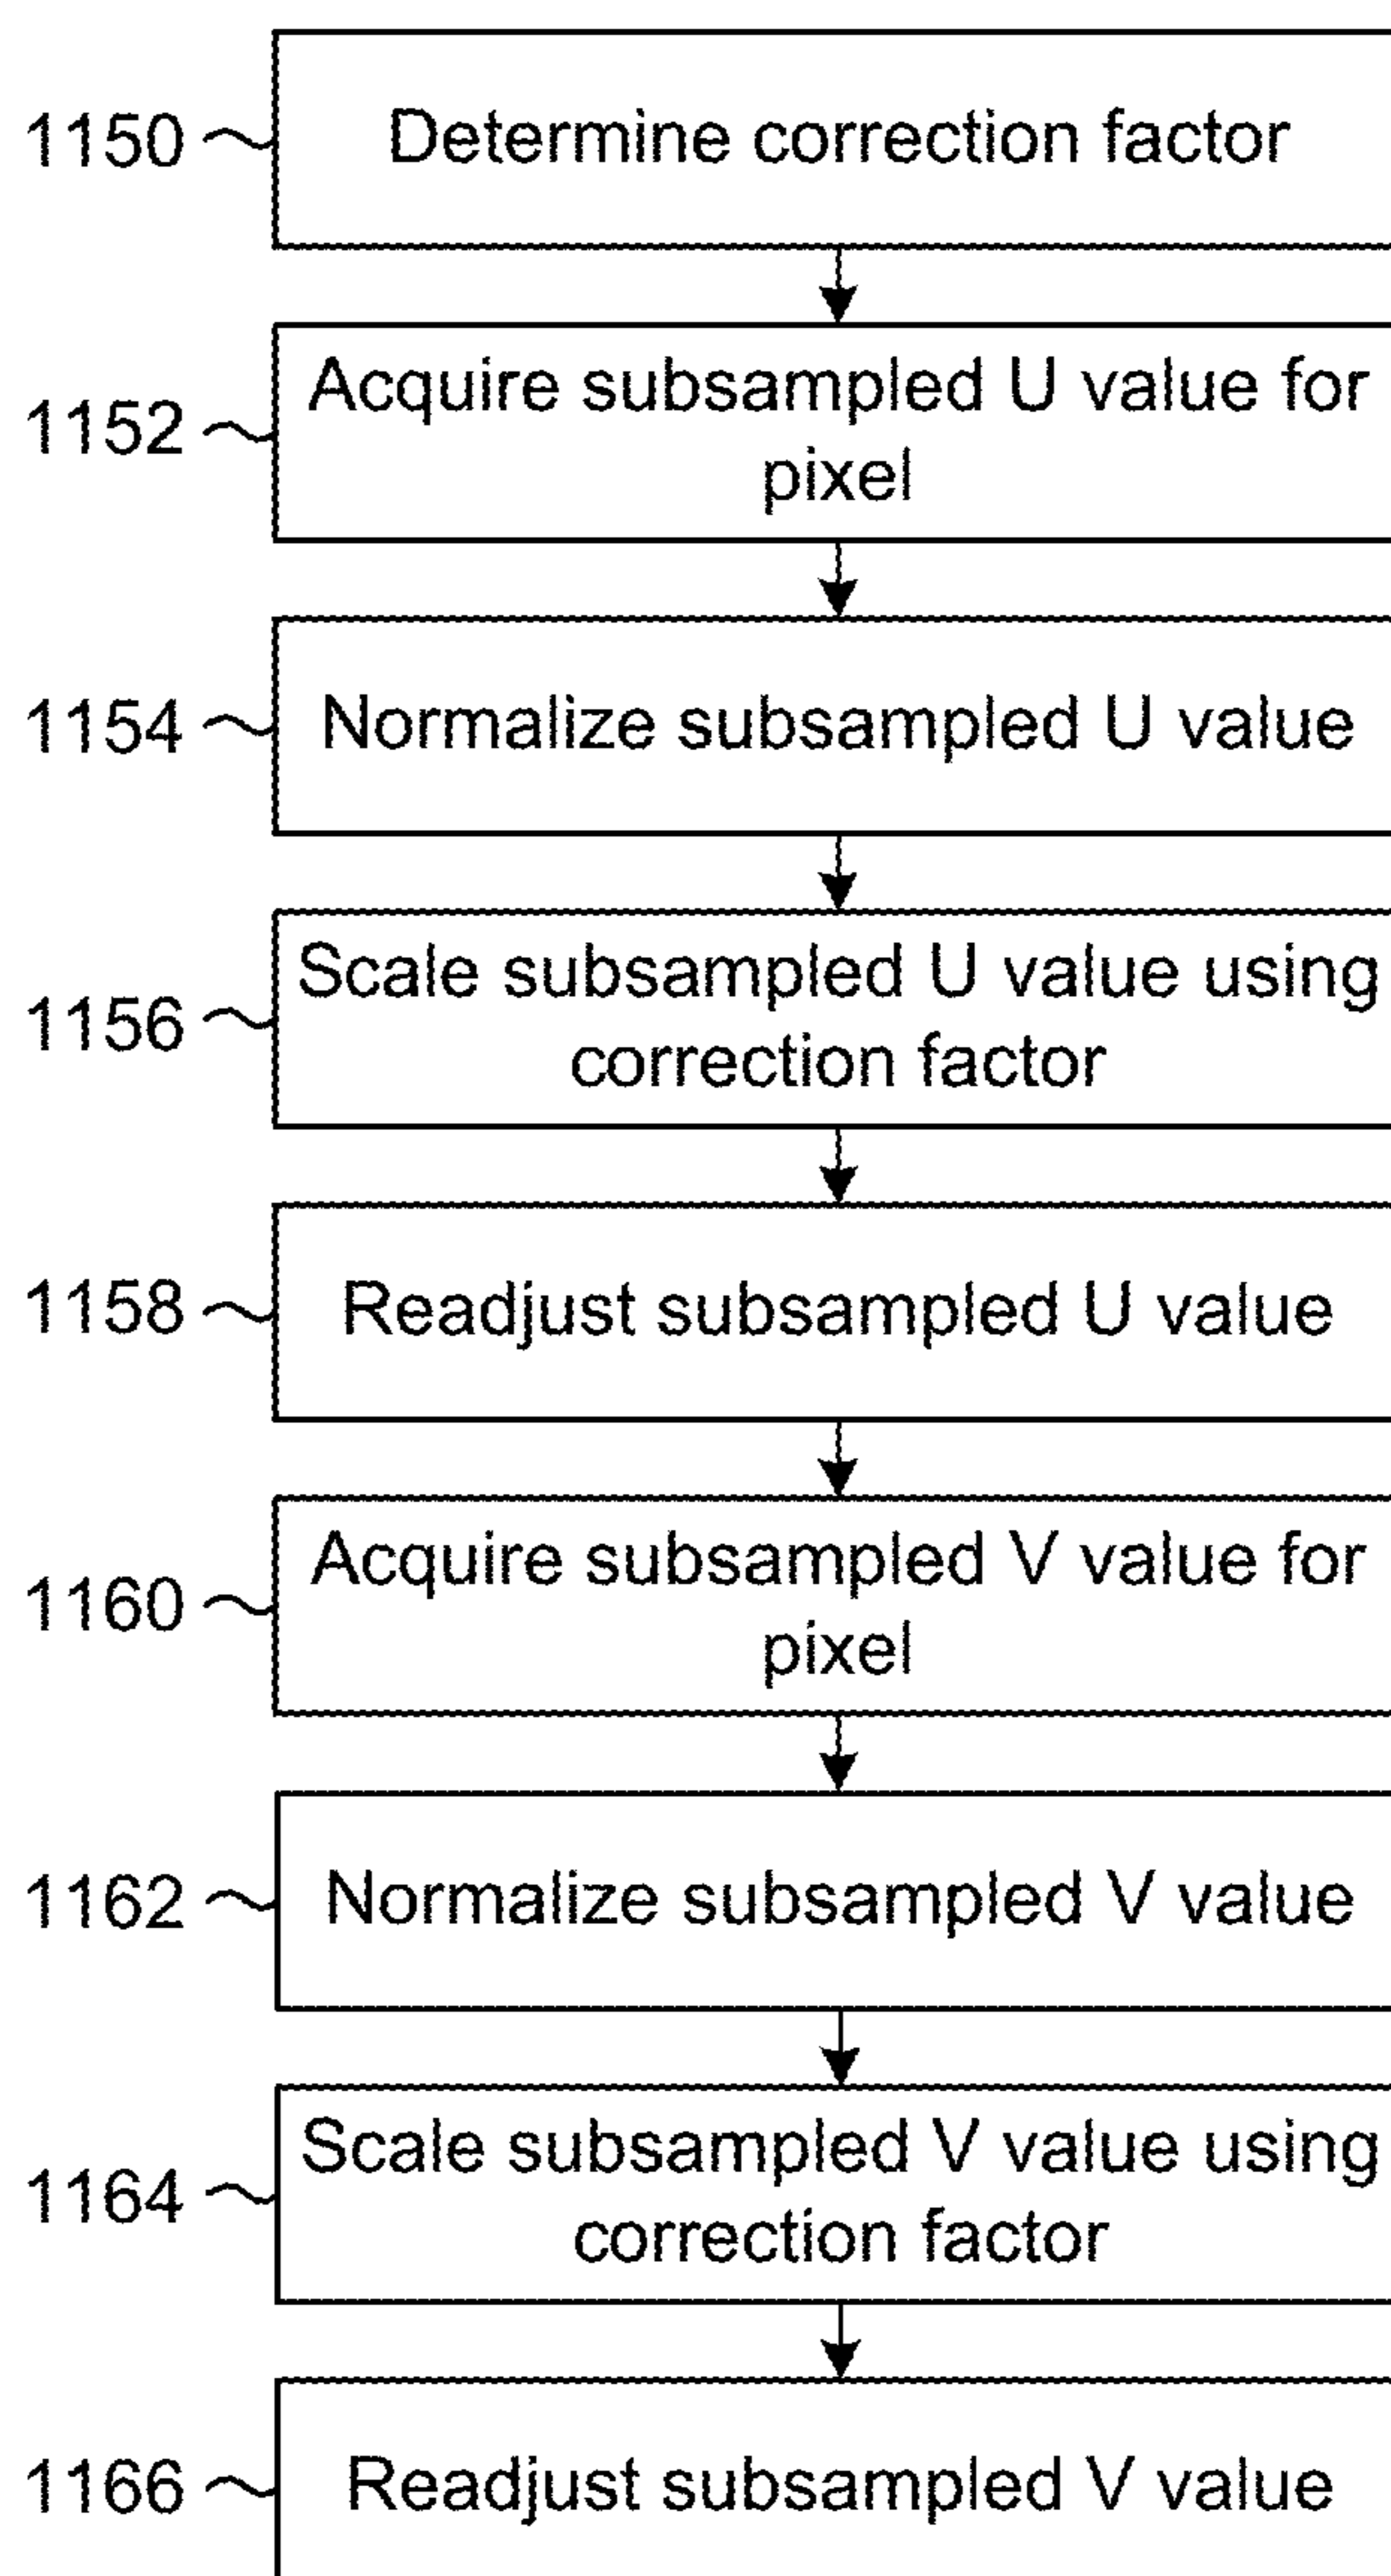 1150
Determine correction factor
1152
Acquire subsampled U value for
pixel
1154
Normalize subsampled U value
1156
Scale subsampled U value using
correction factor
1158
Readjust subsampled U value
1160
Acquire subsampled V value for
pixel
1162
Normalize subsampled V value
1164
Scale subsampled V value using
correction factor
1166
Readjust subsampled V value